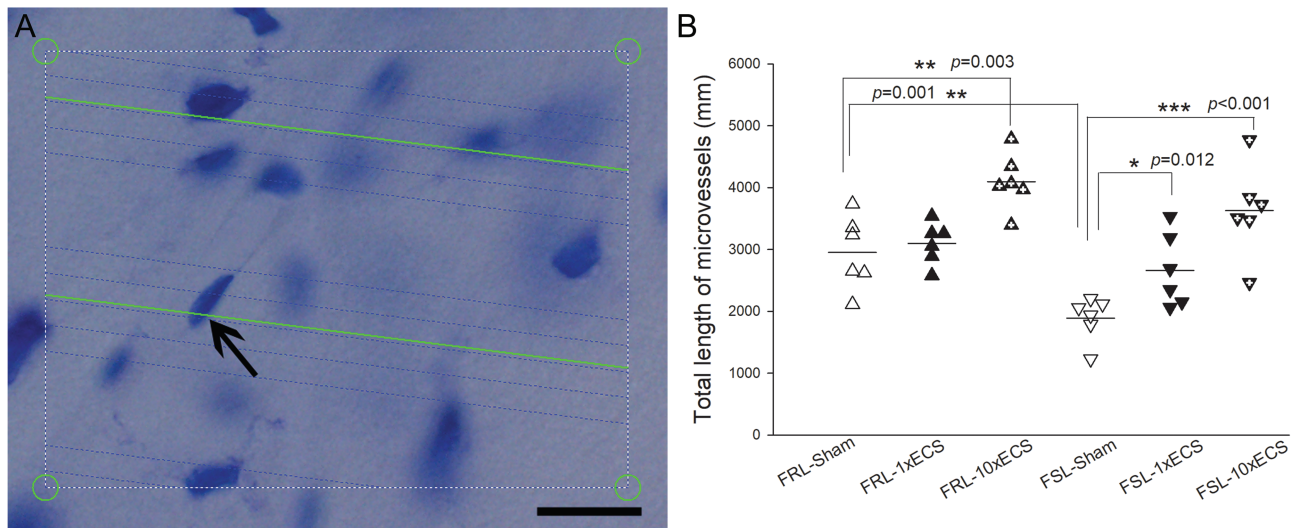 A
B
Total length of microvessels (mm)
6000
5000
4000
3000
2000
1000
0
** p=0.003
p=0.001 **
*** p<0.001
* p=0.012
FRL-Sham
FRL-1xECS
FRL-10xECS
FSL-Sham
FSL-1xECS
FSL-10xECS